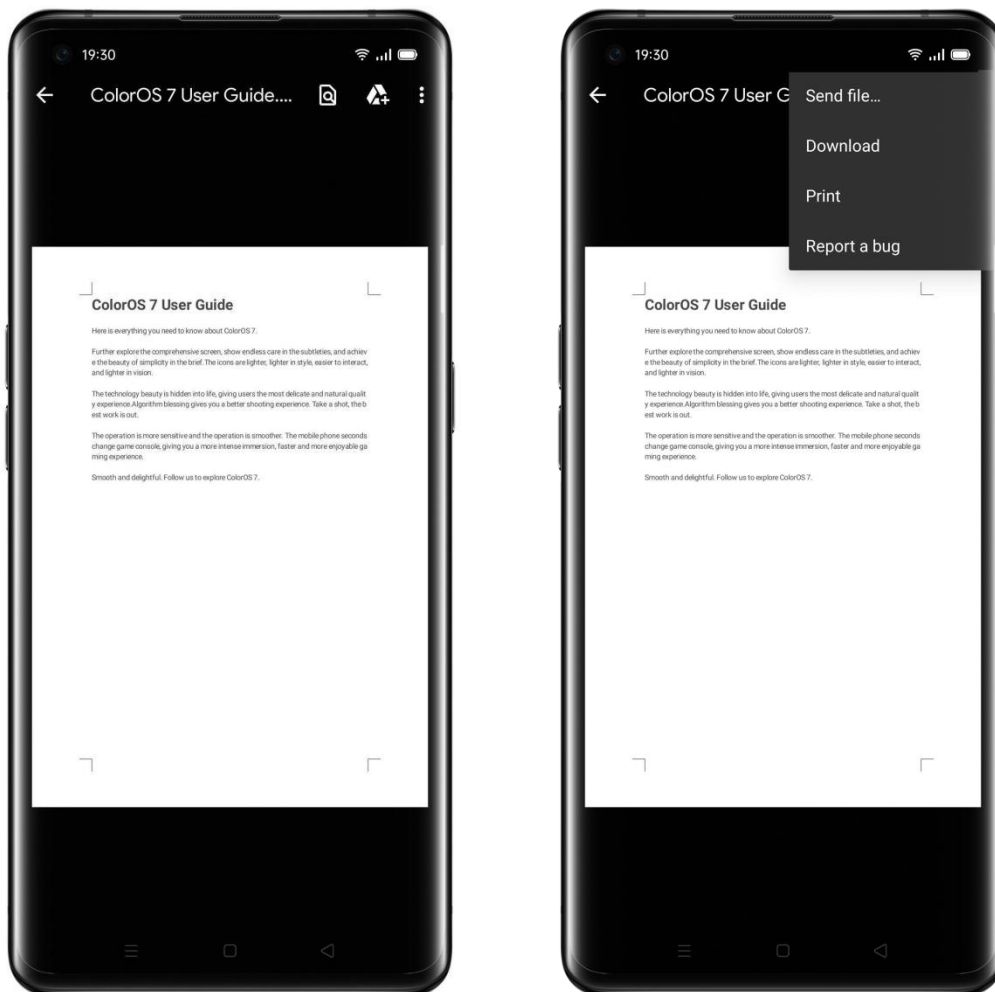 19:30
ColorOS 7 User Guide....
ColorOS 7 User Guide
Here is everything you need to know about ColorOS 7.
Further explore the comprehensive screen, show endless care in the subtleties, and achiev
e the beauty of simplicity in the brief. The icons are lighter, lighter in style, easier to interact,
and lighter in vision.
The technology beauty is hidden into life, giving users the most delicate and natural qualit
y experience. Algorithm blessing gives you a better shooting experience. Take a shot, the b
est work is out.
The operation is more sensitive and the operation is smoother. The mobile phone seconds
change game console, giving you a more intense immersion, faster and more enjoyable ga
ming experience.
Smooth and delightful. Follow us to explore ColorOS 7.
19:30
ColorOS 7 User G
Send file...
Download
Print
Report a bug
ColorOS 7 User Guide
Here is everything you need to know about ColorOS 7.
Further explore the comprehensive screen, show endless care in the subtleties, and achiev
e the beauty of simplicity in the brief. The icons are lighter, lighter in style, easier to interact,
and lighter in vision.
The technology beauty is hidden into life, giving users the most delicate and natural qualit
y experience. Algorithm blessing gives you a better shooting experience. Take a shot, the b
est work is out.
The operation is more sensitive and the operation is smoother. The mobile phone seconds
change game console, giving you a more intense immersion, faster and more enjoyable ga
ming experience.
Smooth and delightful. Follow us to explore ColorOS 7.